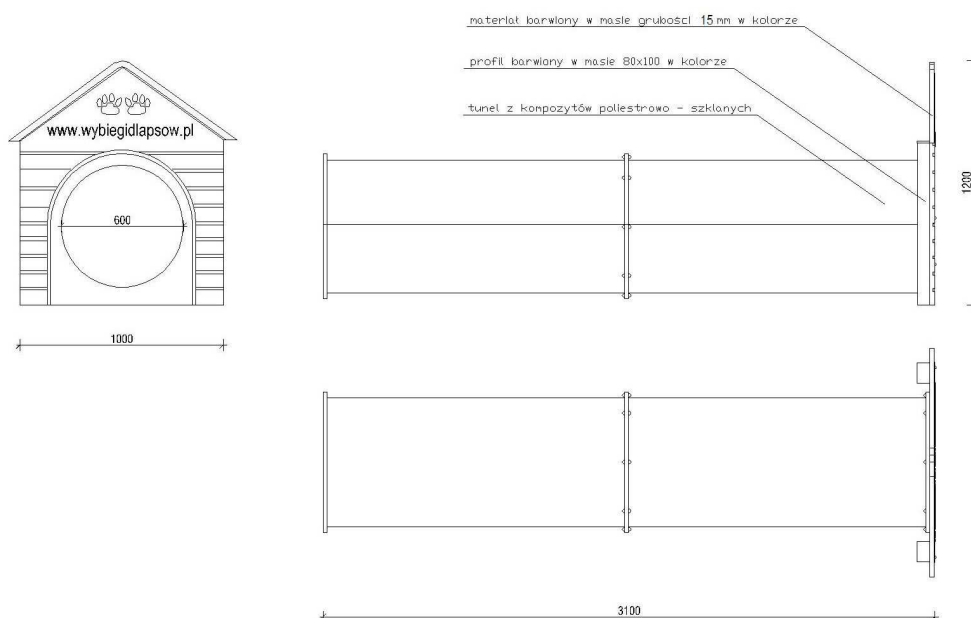 materiał barwiony w masie grubości 15 mm w kolorze
profil barwiony w masie 80x100 w kolorze
tunel z kompozytów poliestrowo - szklanych
www.wybiegidlapsow.pl
600
1000
1200
3100